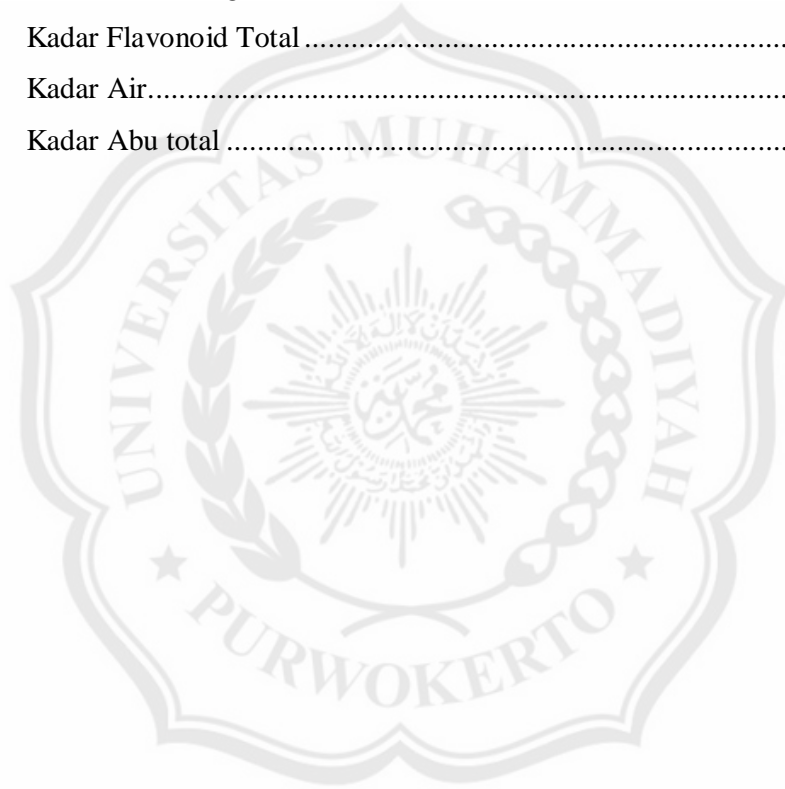 Kadar Flavonoid Total ..............................................................
Kadar Air..................................................................................
Kadar Abu total ........................................................................
UNIVERSITAS MUHAMMADIYAH
PURWOKERTO